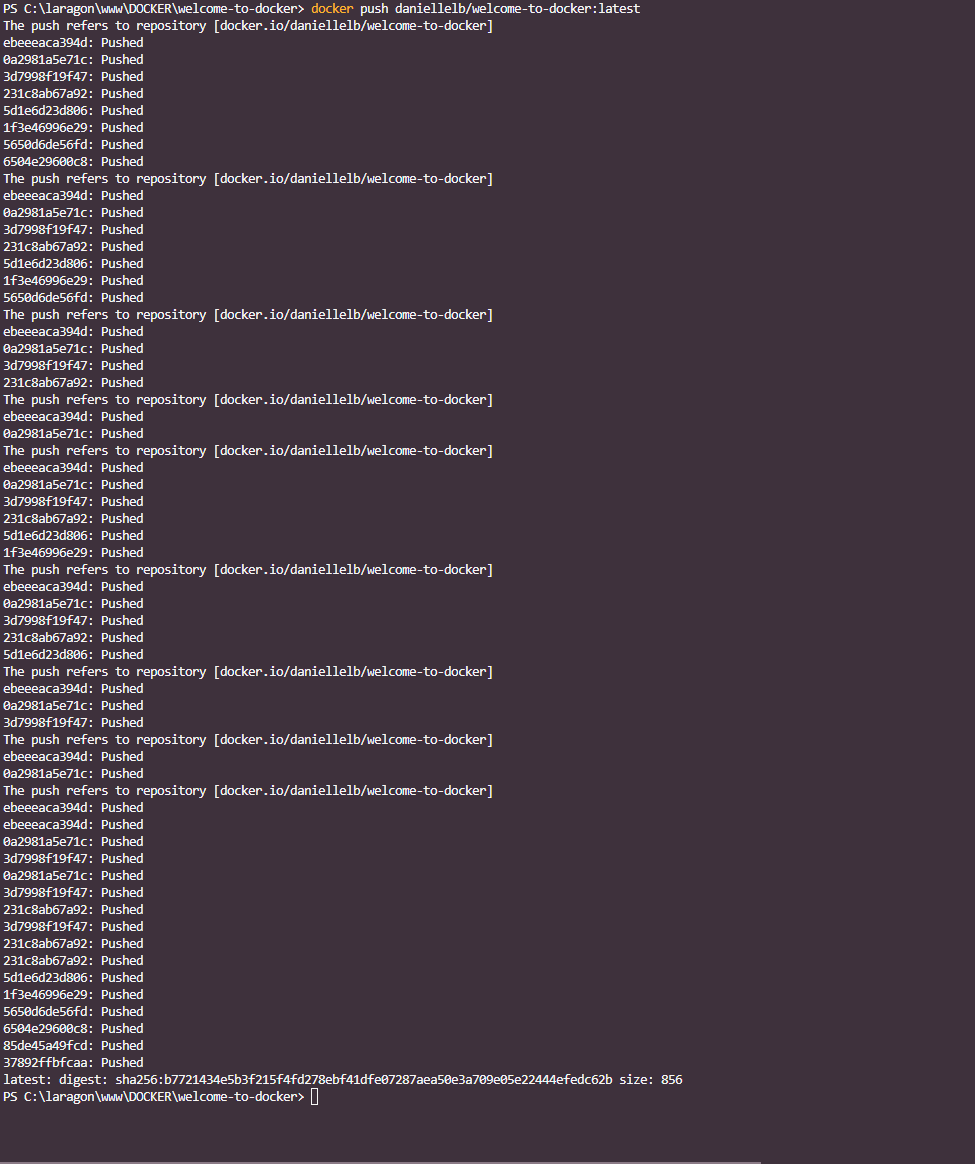 PS C:\laragon\www\DOCKER\welcome-to-docker> docker push daniellelb/welcome-to-docker:latest
The push refers to repository [docker.io/daniellelb/welcome-to-docker]
ebeeeaca394d: Pushed
0a2981a5e71c: Pushed
3d7998f19f47: Pushed
231c8ab67a92: Pushed
5d1e6d23d806: Pushed
1f3e46996e29: Pushed
5650d6de56fd: Pushed
6504e29600c8: Pushed
The push refers to repository [docker.io/daniellelb/welcome-to-docker]
ebeeeaca394d: Pushed
0a2981a5e71c: Pushed
3d7998f19f47: Pushed
231c8ab67a92: Pushed
5d1e6d23d806: Pushed
1f3e46996e29: Pushed
5650d6de56fd: Pushed
The push refers to repository [docker.io/daniellelb/welcome-to-docker]
ebeeeaca394d: Pushed
0a2981a5e71c: Pushed
3d7998f19f47: Pushed
231c8ab67a92: Pushed
The push refers to repository [docker.io/daniellelb/welcome-to-docker]
ebeeeaca394d: Pushed
0a2981a5e71c: Pushed
The push refers to repository [docker.io/daniellelb/welcome-to-docker]
ebeeeaca394d: Pushed
0a2981a5e71c: Pushed
3d7998f19f47: Pushed
231c8ab67a92: Pushed
5d1e6d23d806: Pushed
1f3e46996e29: Pushed
The push refers to repository [docker.io/daniellelb/welcome-to-docker]
ebeeeaca394d: Pushed
0a2981a5e71c: Pushed
3d7998f19f47: Pushed
231c8ab67a92: Pushed
5d1e6d23d806: Pushed
The push refers to repository [docker.io/daniellelb/welcome-to-docker]
ebeeeaca394d: Pushed
0a2981a5e71c: Pushed
3d7998f19f47: Pushed
The push refers to repository [docker.io/daniellelb/welcome-to-docker]
ebeeeaca394d: Pushed
0a2981a5e71c: Pushed
The push refers to repository [docker.io/daniellelb/welcome-to-docker]
ebeeeaca394d: Pushed
ebeeeaca394d: Pushed
0a2981a5e71c: Pushed
3d7998f19f47: Pushed
0a2981a5e71c: Pushed
3d7998f19f47: Pushed
231c8ab67a92: Pushed
3d7998f19f47: Pushed
231c8ab67a92: Pushed
231c8ab67a92: Pushed
5d1e6d23d806: Pushed
1f3e46996e29: Pushed
5650d6de56fd: Pushed
6504e29600c8: Pushed
85de45a49fcd: Pushed
37892ffbfcaa: Pushed
latest: digest: sha256:b7721434e5b3f215f4fd278ebf41dfe07287aea50e3a709e05e22444efedc62b size: 856
PS C:\laragon\www\DOCKER\welcome-to-docker>